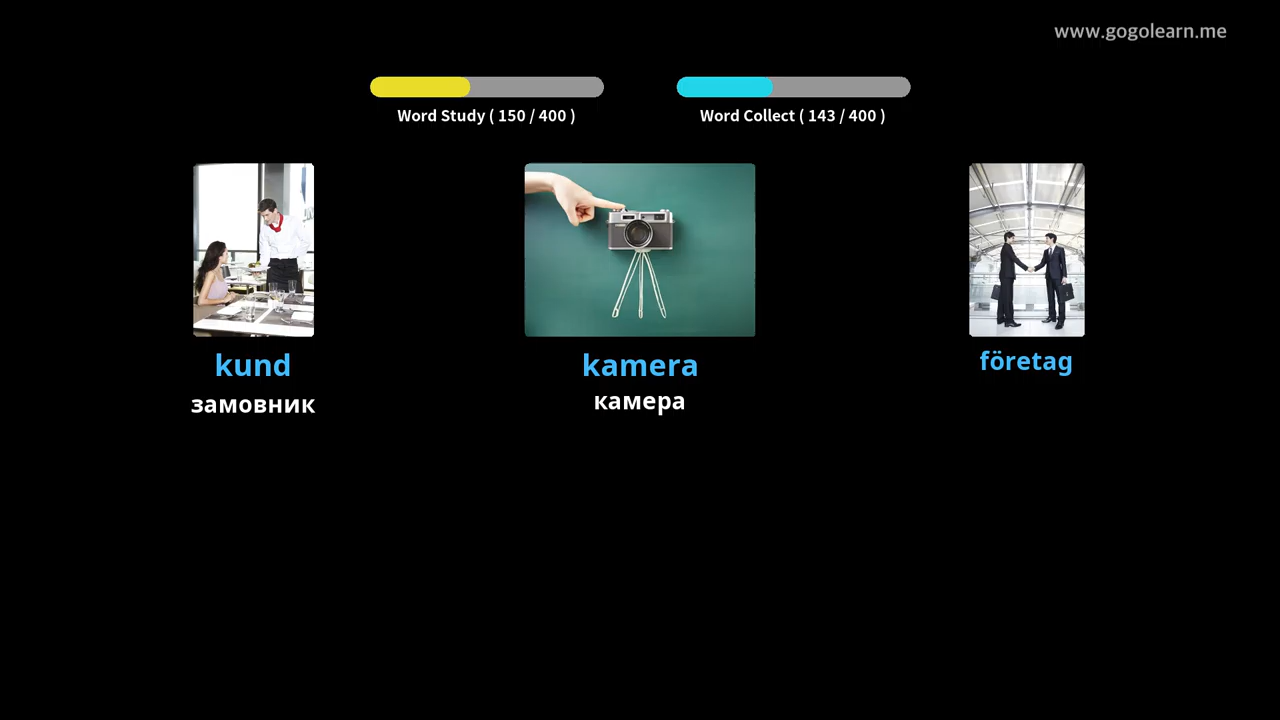 www.gogolearn.me
Word Study ( 150 / 400 )
Word Collect ( 143 / 400 )
kund
замовник
kamera
камера
företag